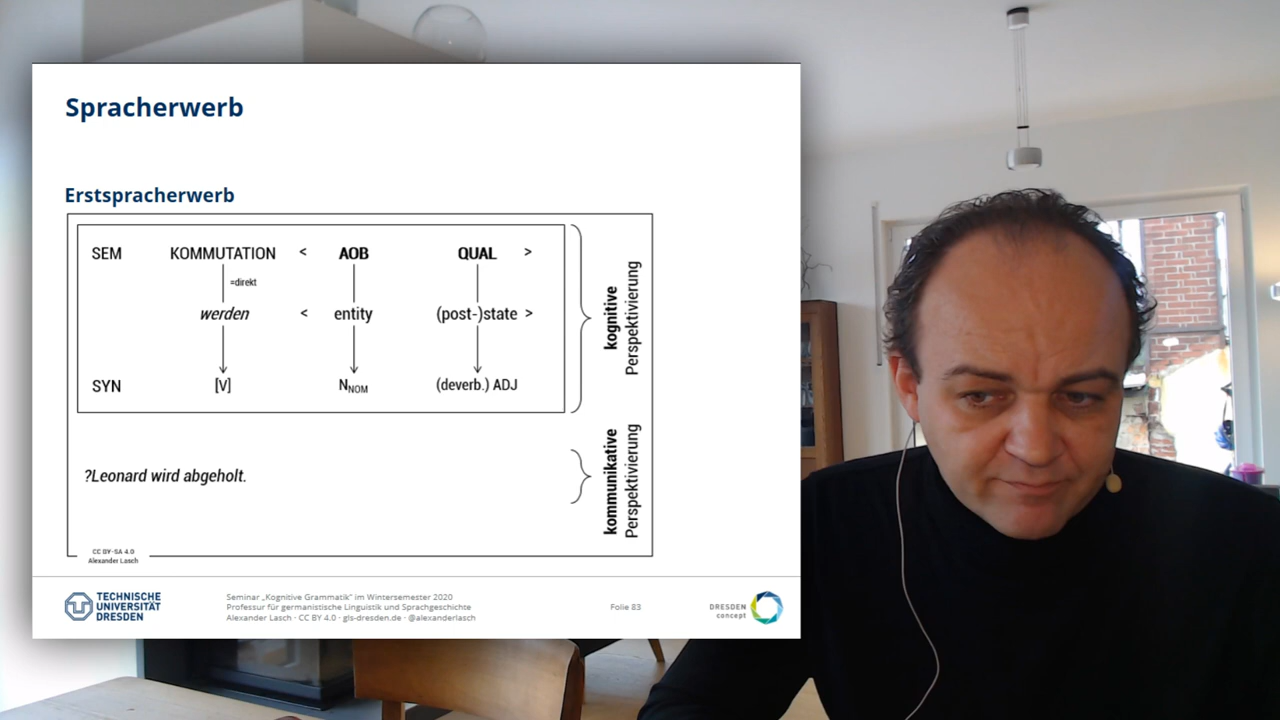 Spracherwerb
Erstspracherwerb
SEM KOMMUTATION < AOB QUAL >
=direkt
werden < entity (post-)state >
SYN [V] N_NOM (deverb.) ADJ
kognitive
Perspektivierung
?Leonard wird abgeholt.
kommunikative
Perspektivierung
CC BY-SA 4.0
Alexander Lasch
TECHNISCHE
UNIVERSITÄT
DRESDEN
Seminar „Kognitive Grammatik" im Wintersemester 2020
Professur für germanistische Linguistik und Sprachgeschichte
Alexander Lasch · CC BY 4.0 · gls-dresden.de · @alexanderlasch
Folie 83
DRESDEN
concept